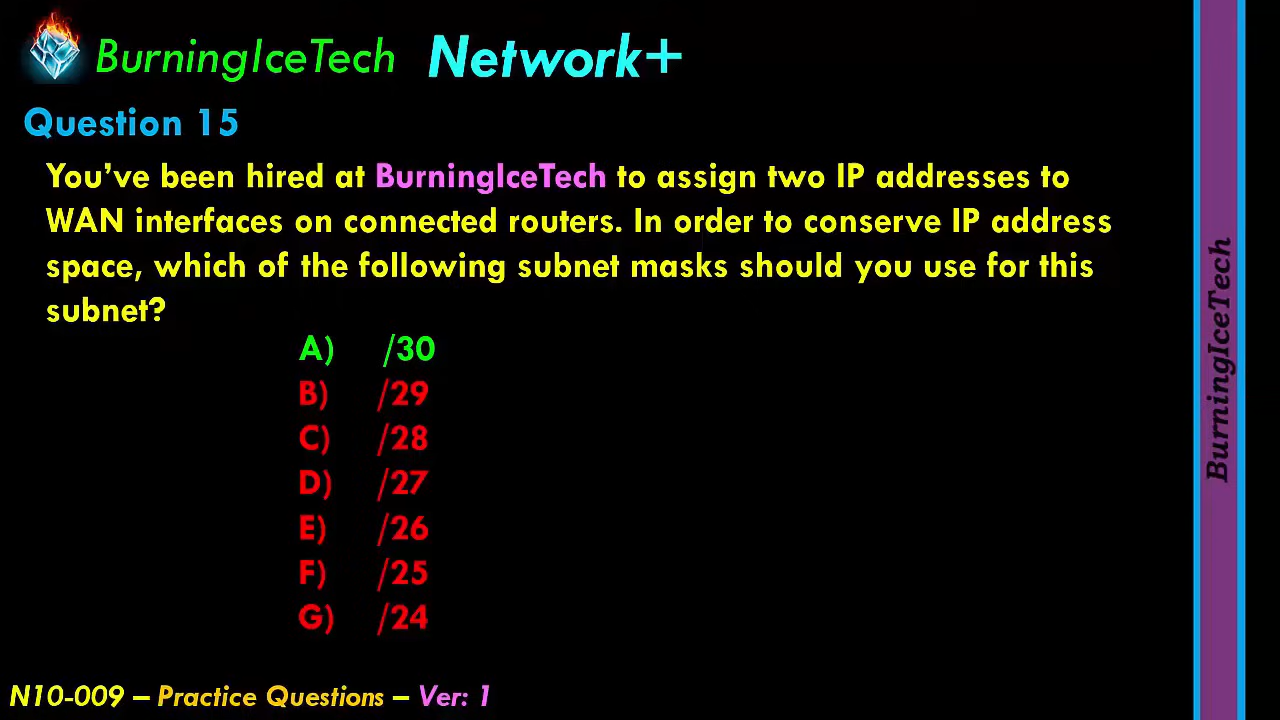 BurningIceTech Network+
Question 15
You've been hired at BurningIceTech to assign two IP addresses to
WAN interfaces on connected routers. In order to conserve IP address
space, which of the following subnet masks should you use for this
subnet?
A) /30
B) /29
C) /28
D) /27
E) /26
F) /25
G) /24
N10-009 – Practice Questions – Ver: 1
BurningIceTech